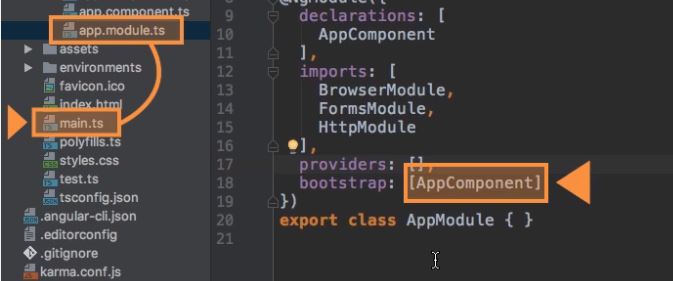 app.component.ts
app.module.ts
assets
environments
favicon.ico
index.html
main.ts
polyfills.ts
styles.css
test.ts
tsconfig.json
.angular-cli.json
.editorconfig
.gitignore
karma.conf.js
8 @NgModule({
9 declarations: [
10 AppComponent
11 ],
12 imports: [
13 BrowserModule,
14 FormsModule,
15 HttpModule
16 ],
17 providers: [],
18 bootstrap: [AppComponent]
19 })
20 export class AppModule { }
21